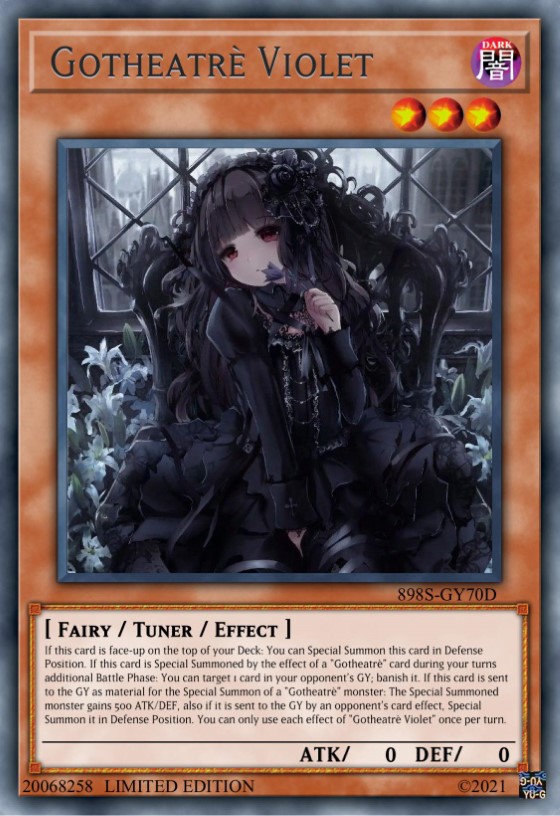 Gotheatrè Violet
DARK
闇
898S-GY70D
[ Fairy / Tuner / Effect ]
If this card is face-up on the top of your Deck: You can Special Summon this card in Defense
Position. If this card is Special Summoned by the effect of a "Gotheatrè" card during your turns
additional Battle Phase: You can target 1 card in your opponent's GY; banish it. If this card is sent
to the GY as material for the Special Summon of a "Gotheatrè" monster: The Special Summoned
monster gains 500 ATK/DEF, also if it is sent to the GY by an opponent's card effect, Special
Summon it in Defense Position. You can only use each effect of "Gotheatrè Violet" once per turn.
ATK/ 0 DEF/ 0
20068258 LIMITED EDITION ©2021